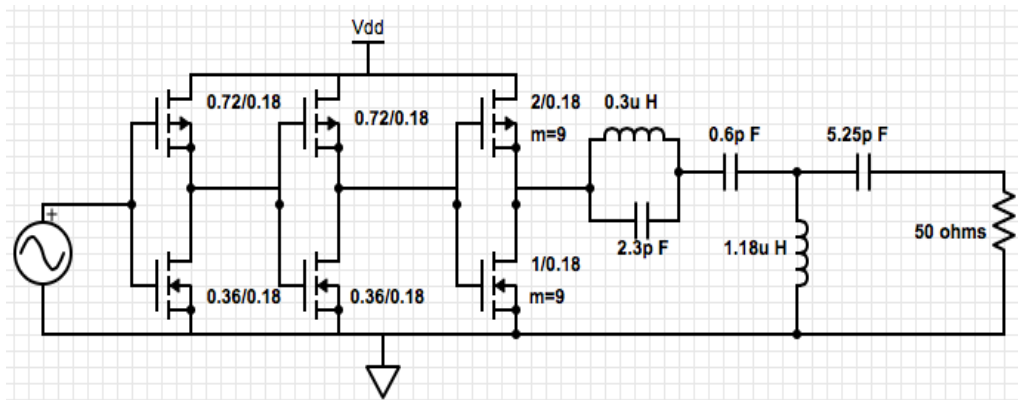 Vdd
0.72/0.18
0.72/0.18
2/0.18
m=9
0.3u H
0.6p F
5.25p F
+
2.3p F
1.18u H
50 ohms
0.36/0.18
0.36/0.18
1/0.18
m=9